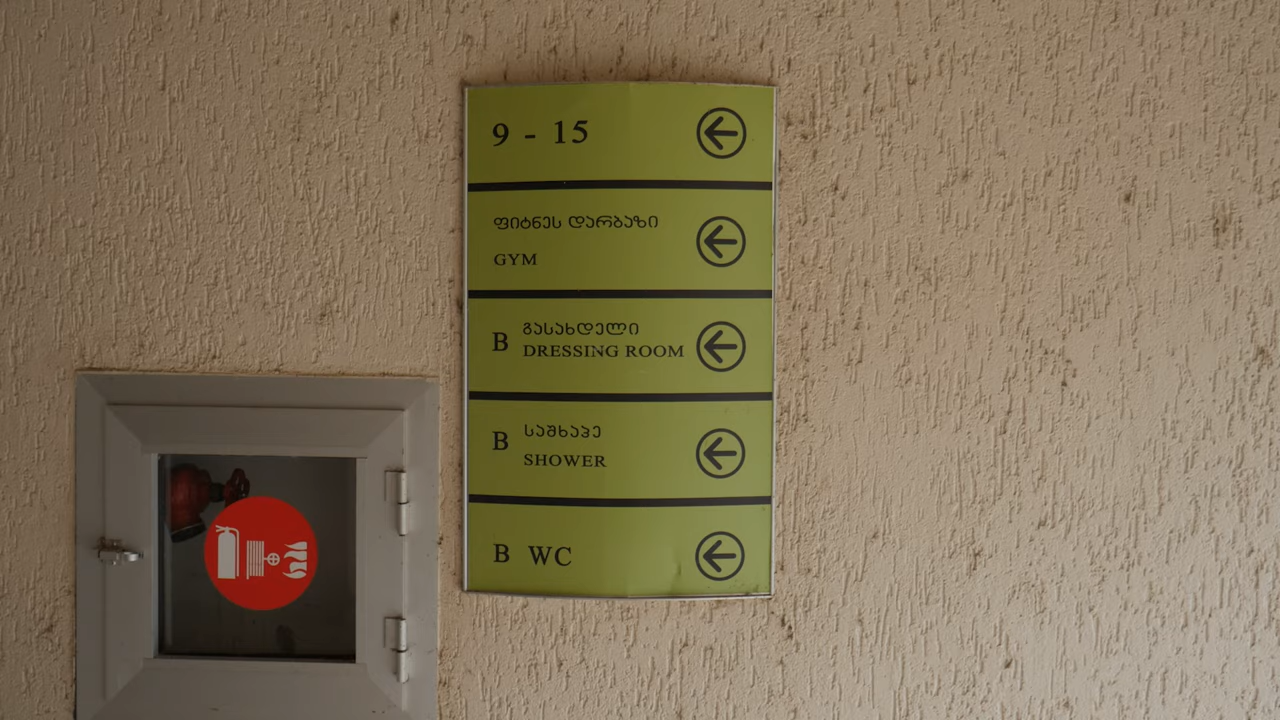 9 - 15
ფიტნეს დარბაზი
GYM
B გასახდელი
DRESSING ROOM
B საშხაპე
SHOWER
B WC